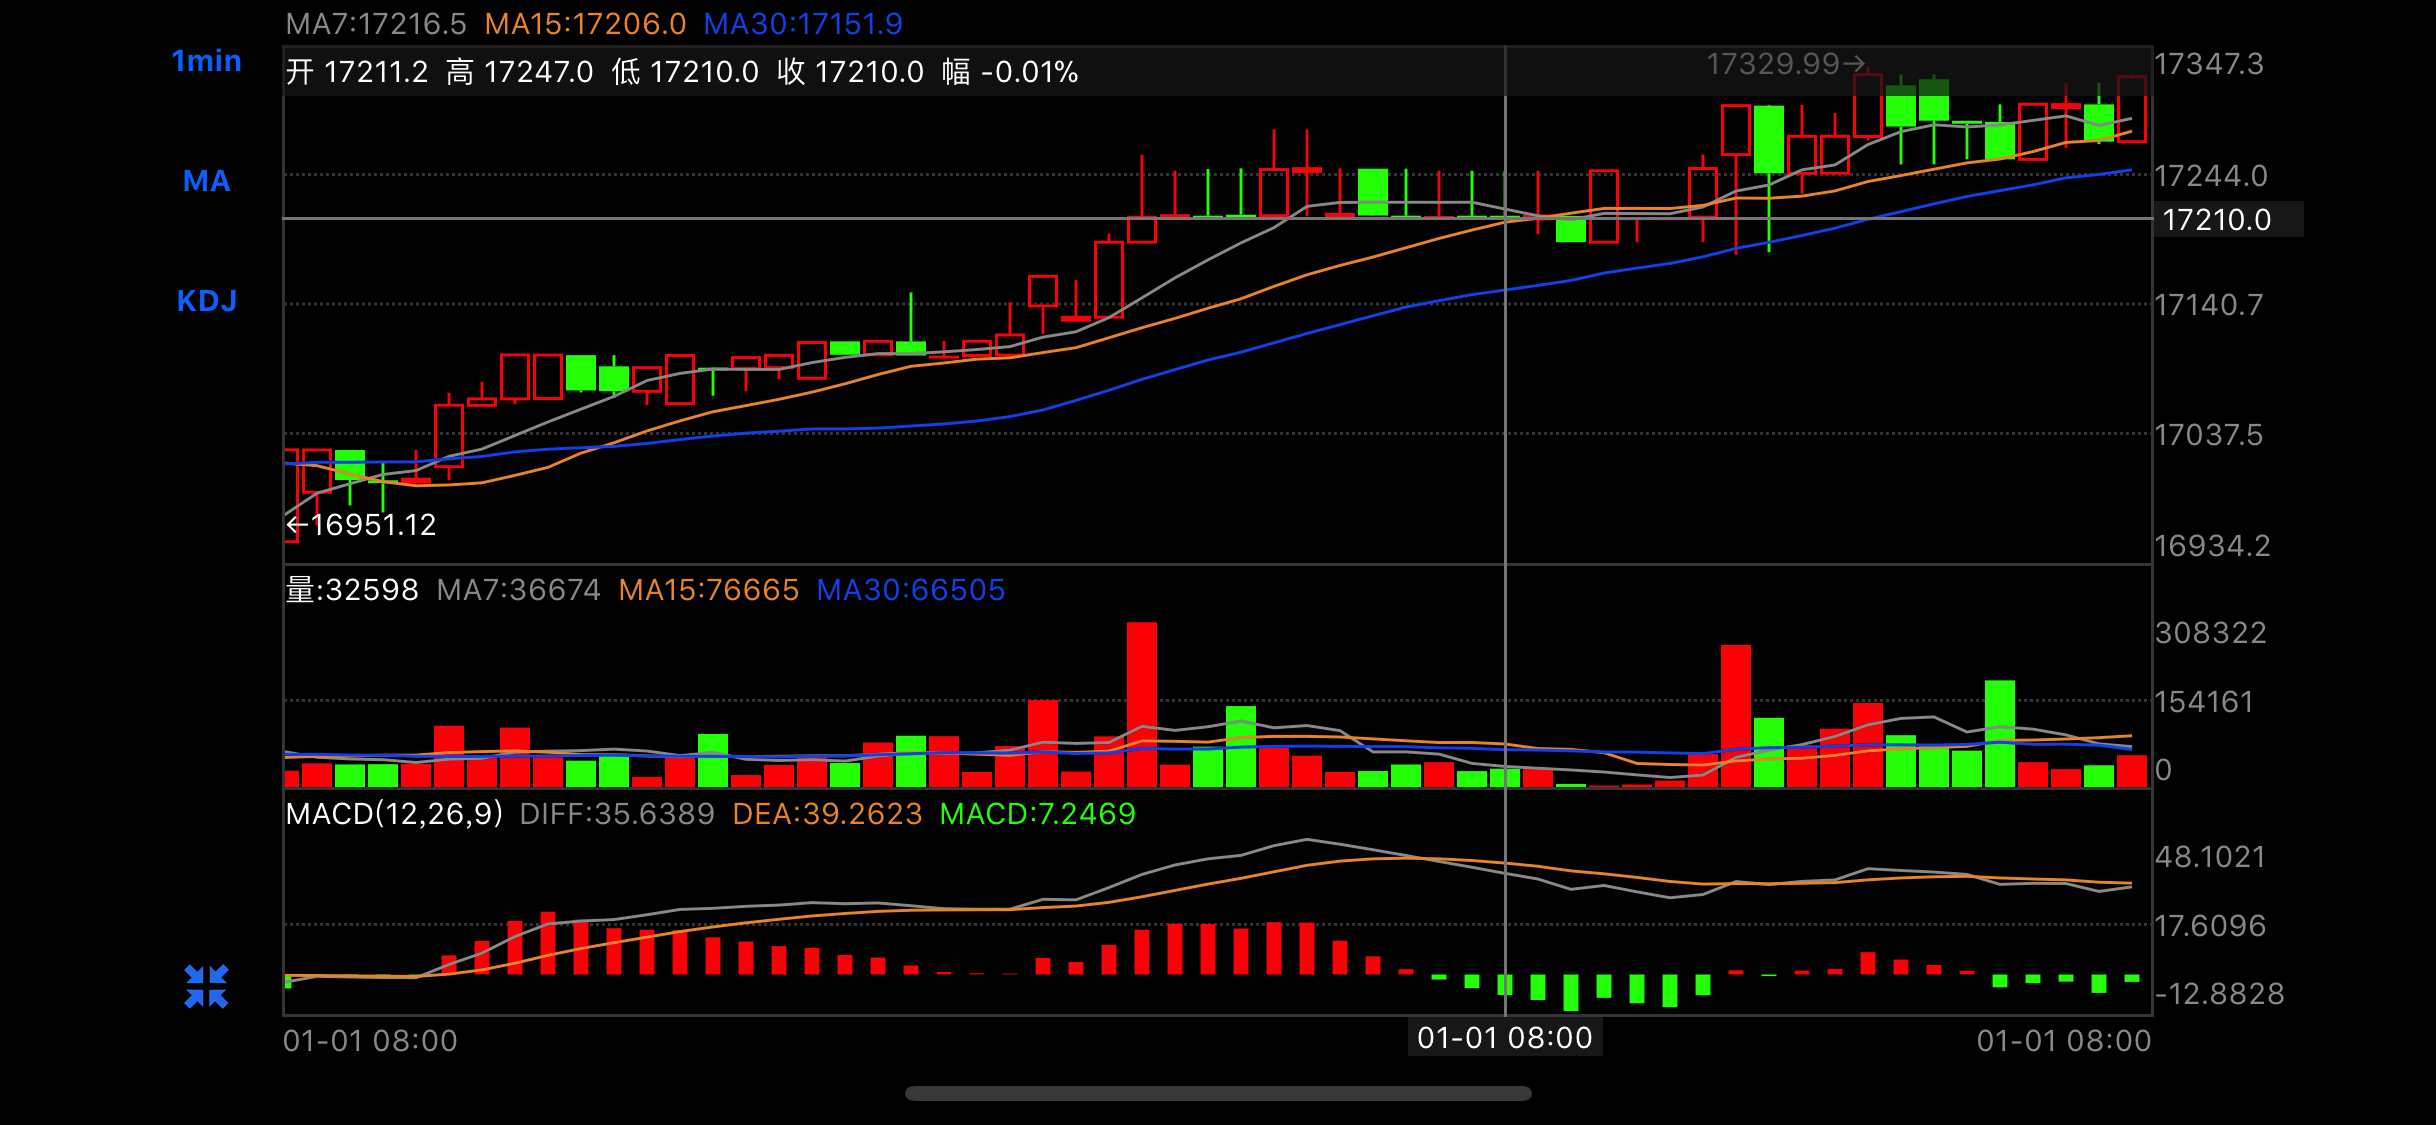 MA7:17216.5 MA15:17206.0 MA30:17151.9
1min
开 17211.2 高 17247.0 低 17210.0 收 17210.0 幅 -0.01%
17329.99→
17347.3
MA
17244.0
17210.0
KDJ
17140.7
17037.5
←16951.12
16934.2
量:32598 MA7:36674 MA15:76665 MA30:66505
308322
154161
0
MACD(12,26,9) DIFF:35.6389 DEA:39.2623 MACD:7.2469
48.1021
17.6096
-12.8828
01-01 08:00 01-01 08:00 01-01 08:00